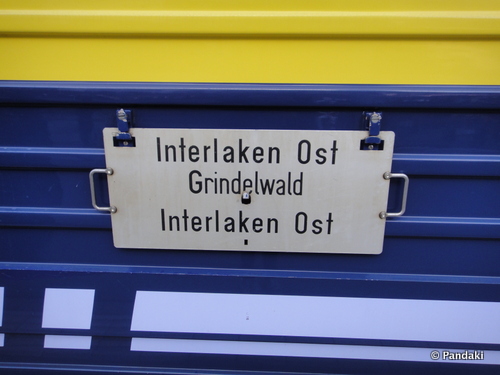 Interlaken Ost
Grindelwald
Interlaken Ost
© Pandaki